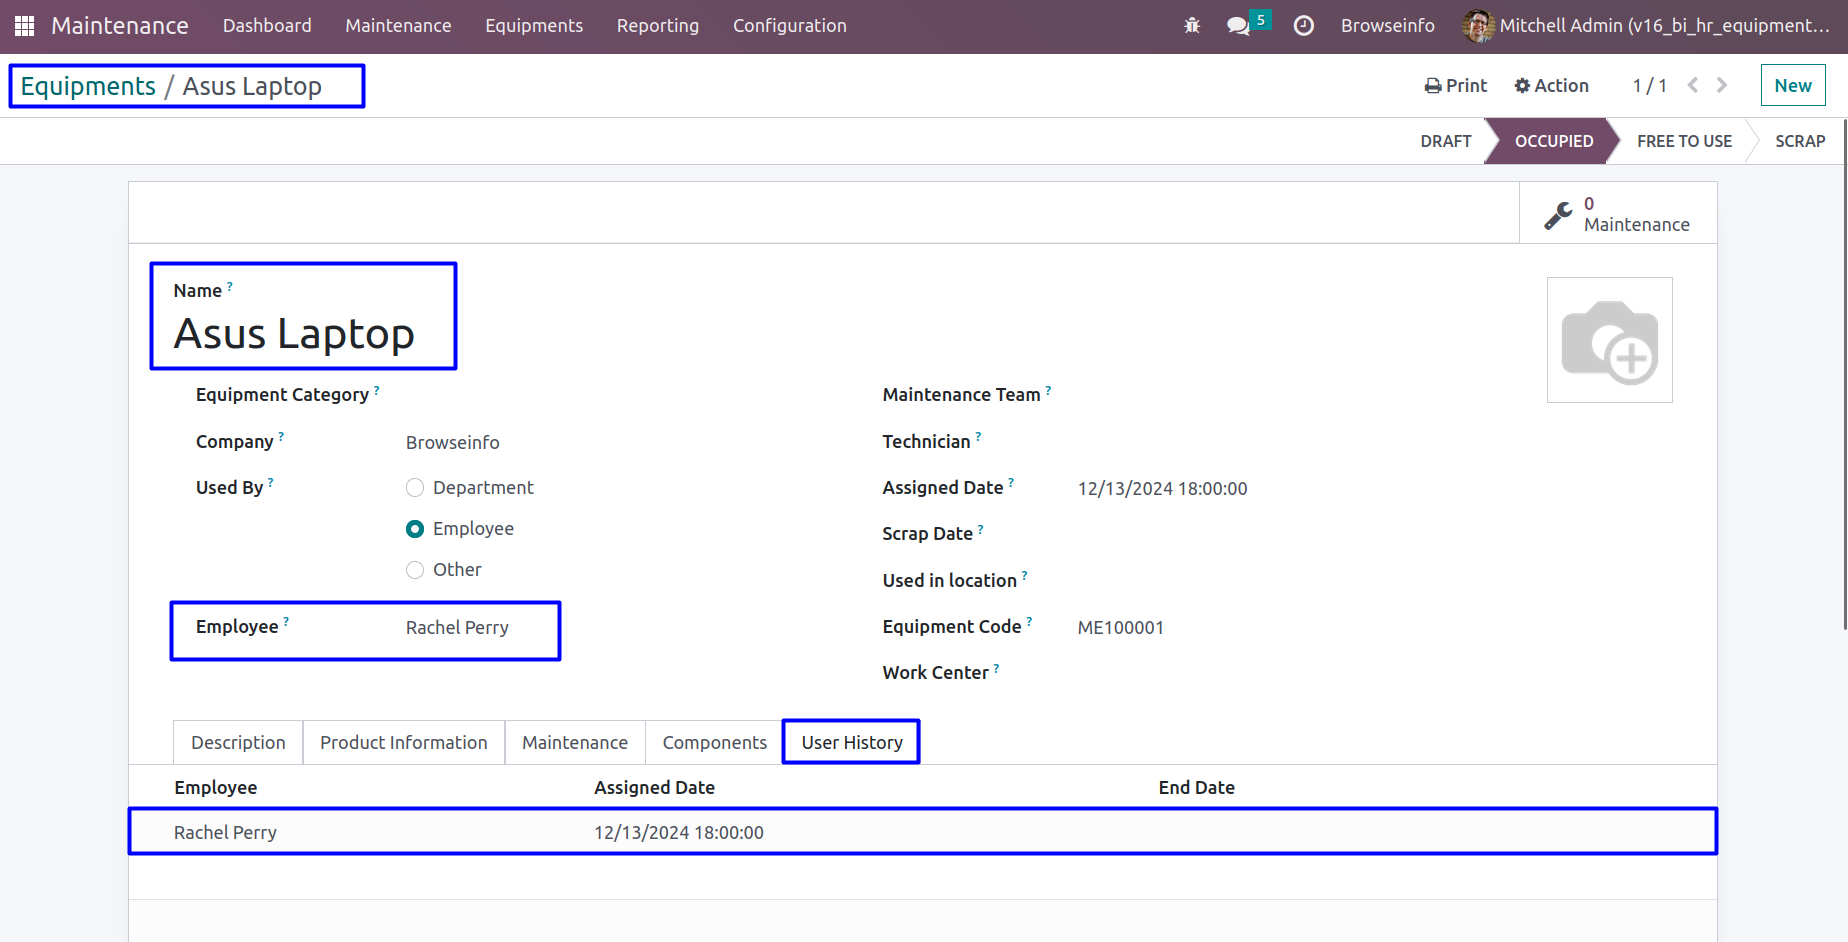 Maintenance Dashboard Maintenance Equipments Reporting Configuration 5 Browseinfo Mitchell Admin (v16_bi_hr_equipment...
Equipments / Asus Laptop Print Action 1 / 1 New
DRAFT OCCUPIED FREE TO USE SCRAP
0
Maintenance
Name ?
Asus Laptop
Equipment Category ?
Company ? Browseinfo
Used By ? Department
Employee
Other
Employee ? Rachel Perry
Maintenance Team ?
Technician ?
Assigned Date ? 12/13/2024 18:00:00
Scrap Date ?
Used in location ?
Equipment Code ? ME100001
Work Center ?
Description Product Information Maintenance Components User History
Employee Assigned Date End Date
Rachel Perry 12/13/2024 18:00:00